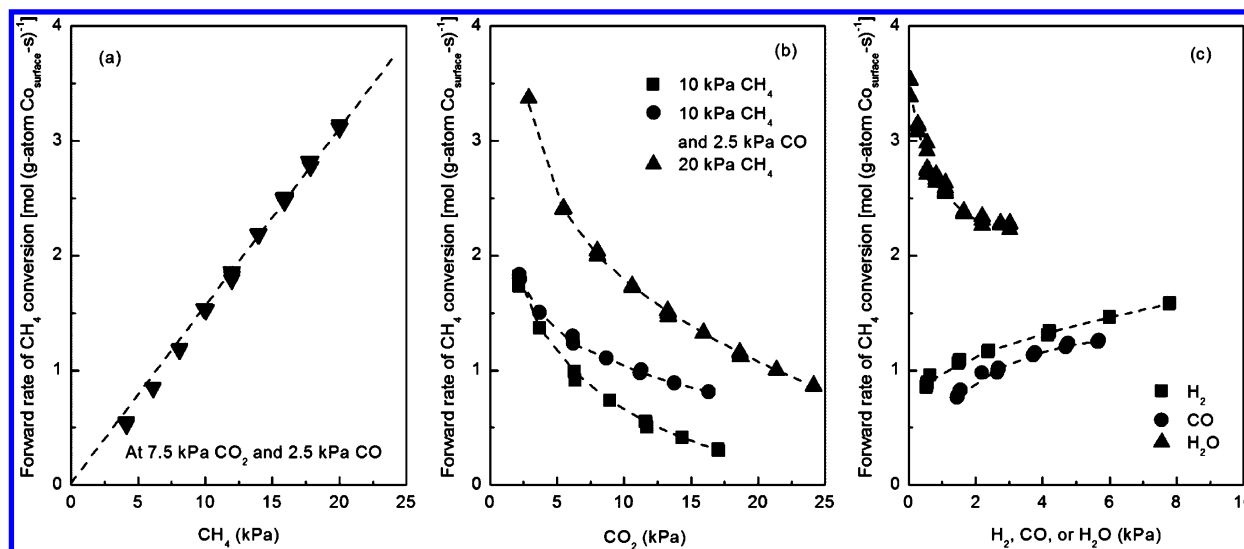 Forward rate of CH₄ conversion [mol (g-atom Co_surface-s)⁻¹]
4
3
2
1
0
(a)
At 7.5 kPa CO₂ and 2.5 kPa CO
0 5 10 15 20 25
CH₄ (kPa)
Forward rate of CH₄ conversion [mol (g-atom Co_surface-s)⁻¹]
4
3
2
1
0
(b)
10 kPa CH₄
10 kPa CH₄
and 2.5 kPa CO
20 kPa CH₄
0 5 10 15 20 25
CO₂ (kPa)
Forward rate of CH₄ conversion [mol (g-atom Co_surface-s)⁻¹]
4
3
2
1
0
(c)
H₂
CO
H₂O
0 2 4 6 8 10
H₂, CO, or H₂O (kPa)